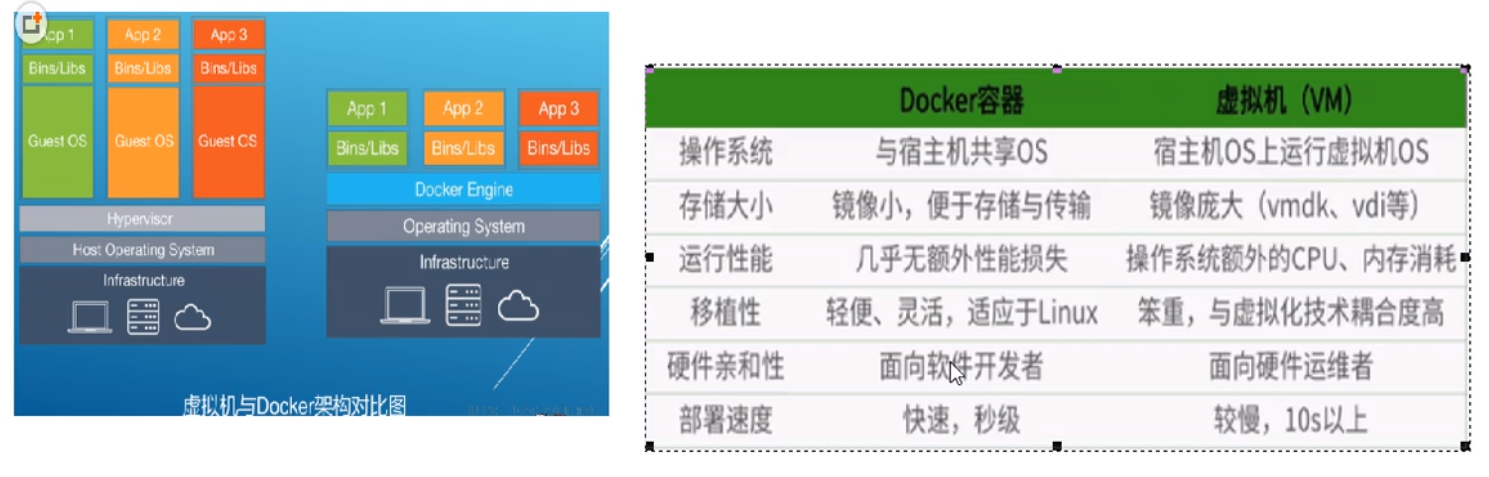 App 1 App 2 App 3
Bins/Libs Bins/Libs Bins/Libs
Guest OS Guest OS Guest CS
Hypervisor
Host Operating System
Infrastructure
App 1 App 2 App 3
Bins/Libs Bins/Libs Bins/Libs
Docker Engine
Operating System
Infrastructure
虚拟机与Docker架构对比图
Docker容器 虚拟机（VM）
操作系统 与宿主机共享OS 宿主机OS上运行虚拟机OS
存储大小 镜像小，便于存储与传输 镜像庞大（vmdk、vdi等）
运行性能 几乎无额外性能损失 操作系统额外的CPU、内存消耗
移植性 轻便、灵活，适应于Linux 笨重，与虚拟化技术耦合度高
硬件亲和性 面向软件开发者 面向硬件运维者
部署速度 快速，秒级 较慢，10s以上